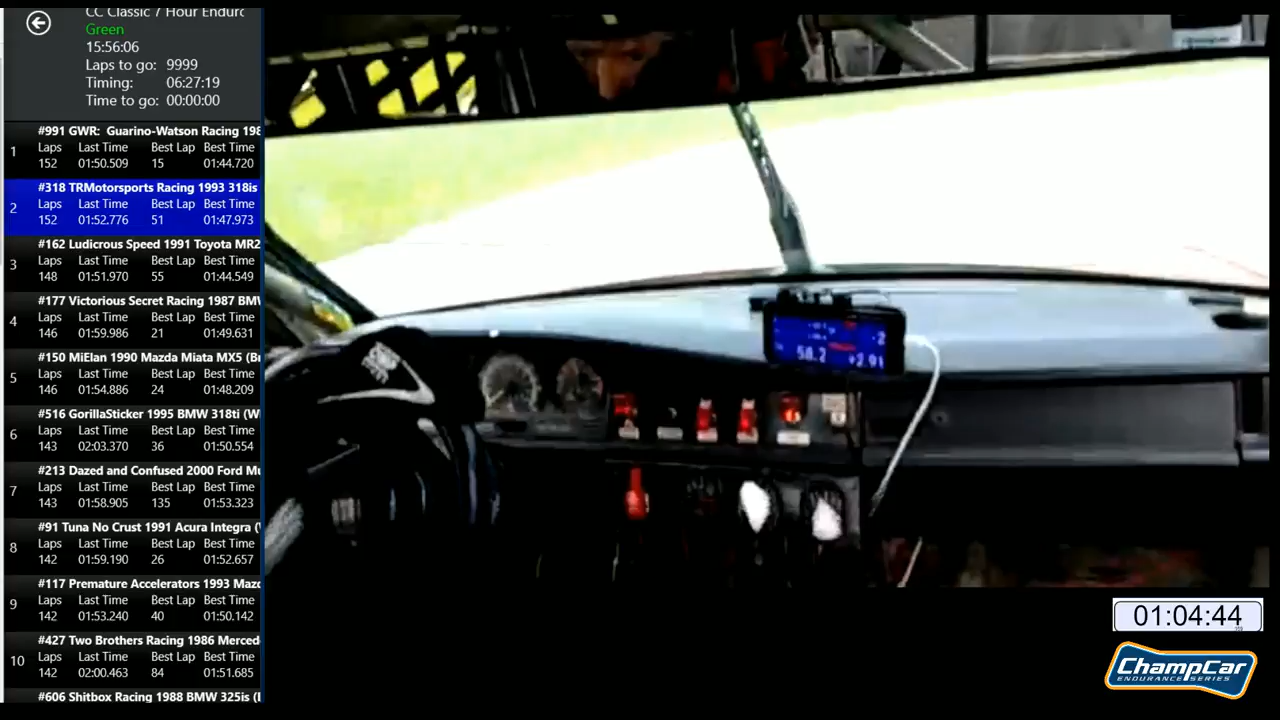 CC Classic 7 Hour Enduro
Green
15:56:06
Laps to go: 9999
Timing: 06:27:19
Time to go: 00:00:00
#991 GWR: Guarino-Watson Racing 198
1
Laps Last Time Best Lap Best Time
152 01:50.509 15 01:44.720
#318 TRMotorsports Racing 1993 318is
2
Laps Last Time Best Lap Best Time
152 01:52.776 51 01:47.973
#162 Ludicrous Speed 1991 Toyota MR2
3
Laps Last Time Best Lap Best Time
148 01:51.970 55 01:44.549
#177 Victorious Secret Racing 1987 BMW
4
Laps Last Time Best Lap Best Time
146 01:59.986 21 01:49.631
#150 MiElan 1990 Mazda Miata MX5 (Bu
5
Laps Last Time Best Lap Best Time
146 01:54.886 24 01:48.209
#516 GorillaSticker 1995 BMW 318ti (W
6
Laps Last Time Best Lap Best Time
143 02:03.370 36 01:50.554
#213 Dazed and Confused 2000 Ford Mu
7
Laps Last Time Best Lap Best Time
143 01:58.905 135 01:53.323
#91 Tuna No Crust 1991 Acura Integra (
8
Laps Last Time Best Lap Best Time
142 01:59.190 26 01:52.657
#117 Premature Accelerators 1993 Mazd
9
Laps Last Time Best Lap Best Time
142 01:53.240 40 01:50.142
#427 Two Brothers Racing 1986 Merced
10
Laps Last Time Best Lap Best Time
142 02:00.463 84 01:51.685
#606 Shitbox Racing 1988 BMW 325is (
-2
58.2 +2.91
01:04:44
ChampCar
ENDURANCE SERIES